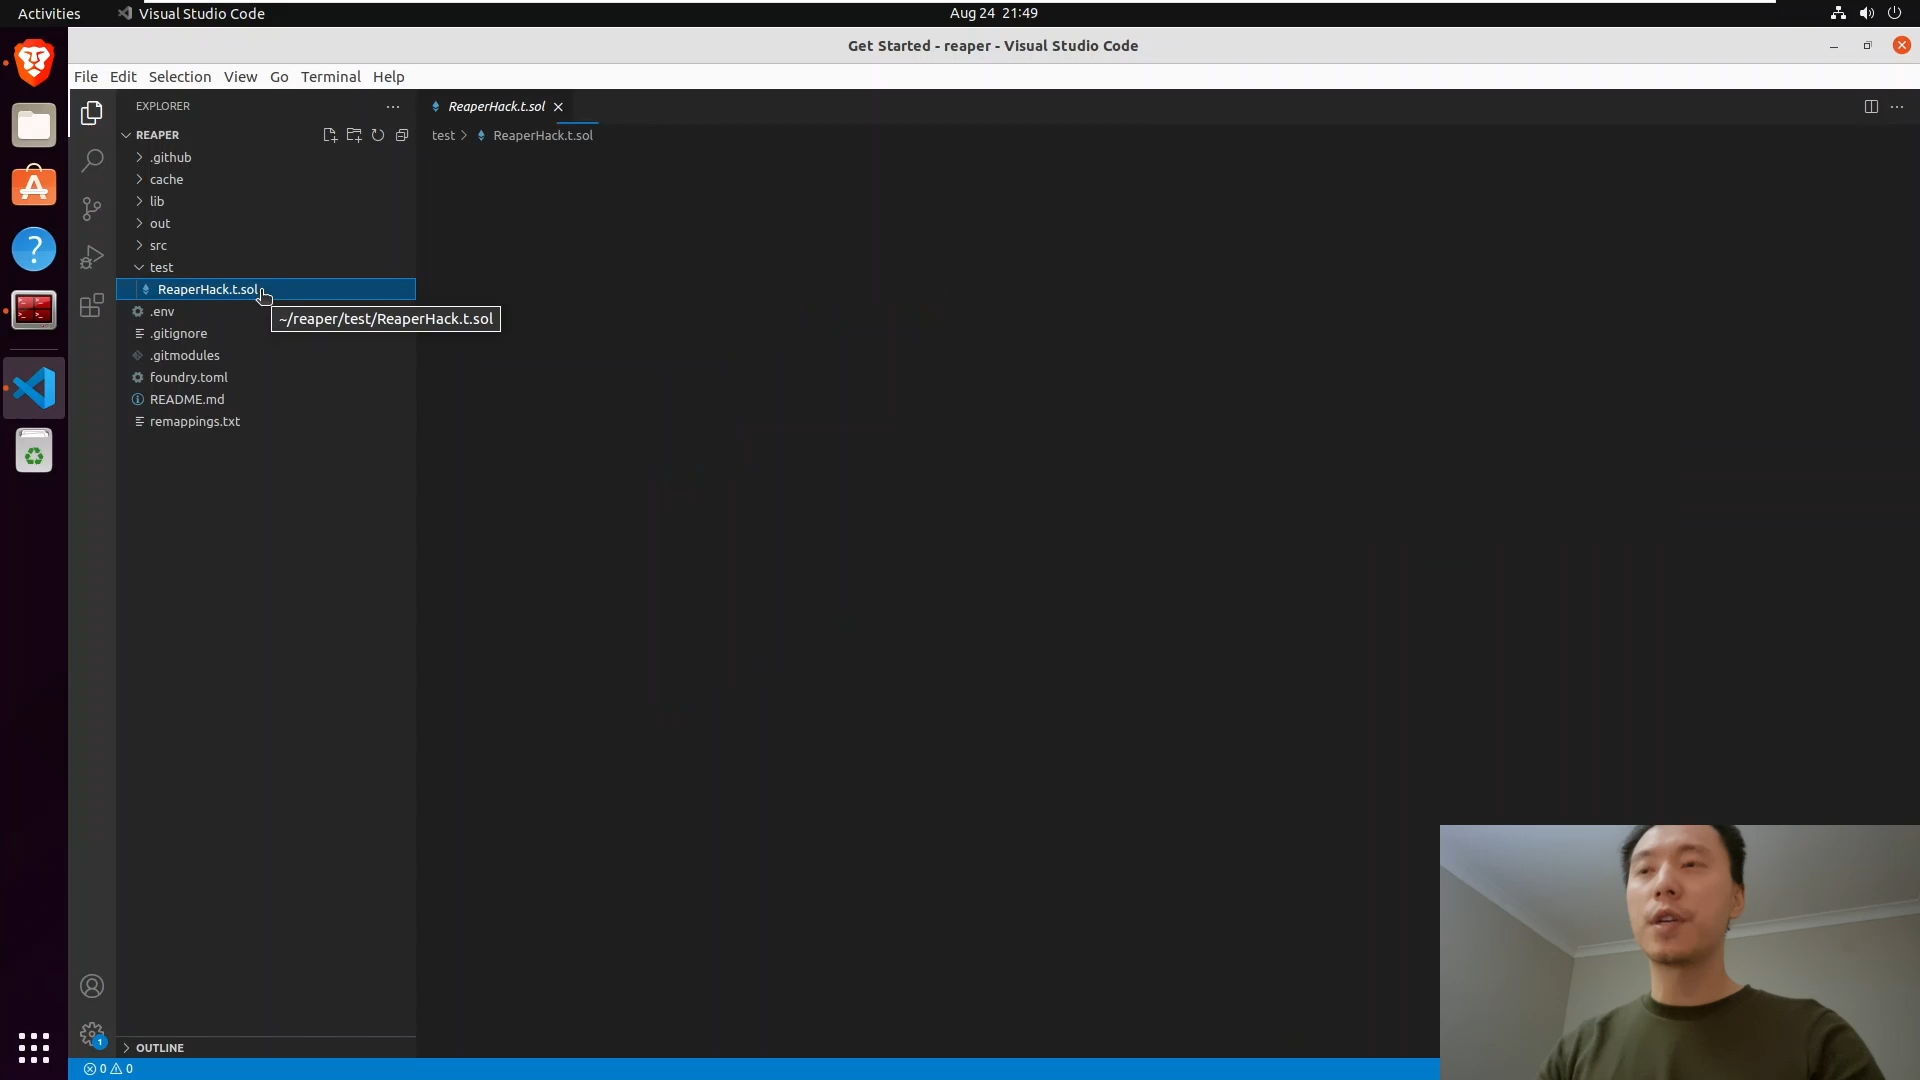 Activities
Visual Studio Code
Aug 24 21:49
Get Started - reaper - Visual Studio Code
File Edit Selection View Go Terminal Help
EXPLORER
ReaperHack.t.sol
REAPER
test > ReaperHack.t.sol
.github
cache
lib
out
src
test
ReaperHack.t.sol
.env
~/reaper/test/ReaperHack.t.sol
.gitignore
.gitmodules
foundry.toml
README.md
remappings.txt
1
OUTLINE
0 0